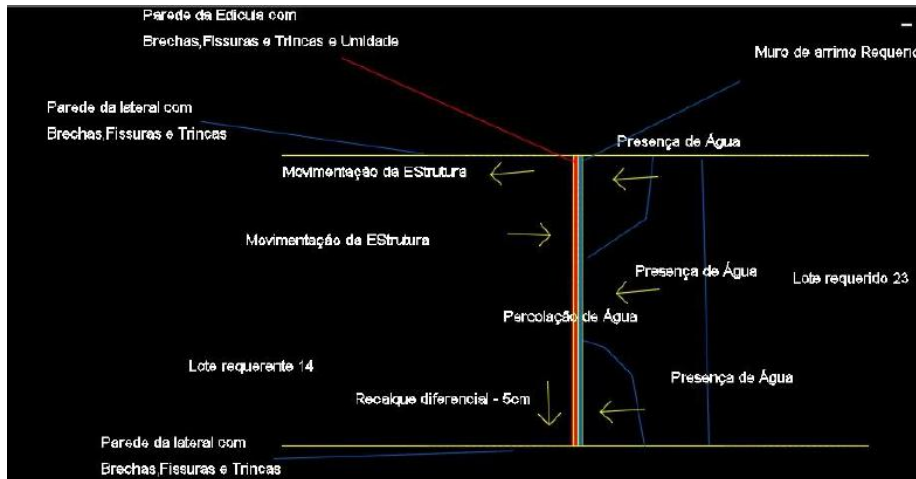 Parede da Edicula com
Brechas,Fissuras e Trincas e Umidade
Muro de arrimo Requerid
Parede da lateral com
Brechas,Fissuras e Trincas
Presença de Água
Movimentação da EStrutura
Movimentação da EStrutura
Presença de Água
Lote requerido 23
Percolação de Água
Lote requerente 14
Presença de Água
Recalque diferencial - 5cm
Parede da lateral com
Brechas,Fissuras e Trincas